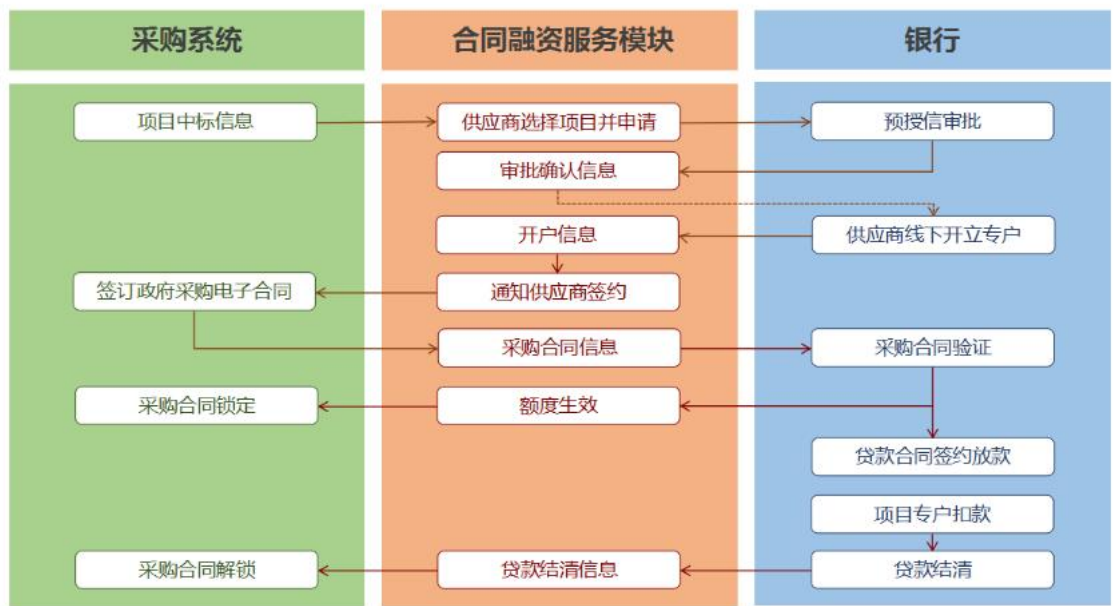 采购系统
合同融资服务模块
银行
项目中标信息
供应商选择项目并申请
预授信审批
审批确认信息
开户信息
供应商线下开立专户
签订政府采购电子合同
通知供应商签约
采购合同信息
采购合同验证
采购合同锁定
额度生效
贷款合同签约放款
项目专户扣款
采购合同解锁
贷款结清信息
贷款结清